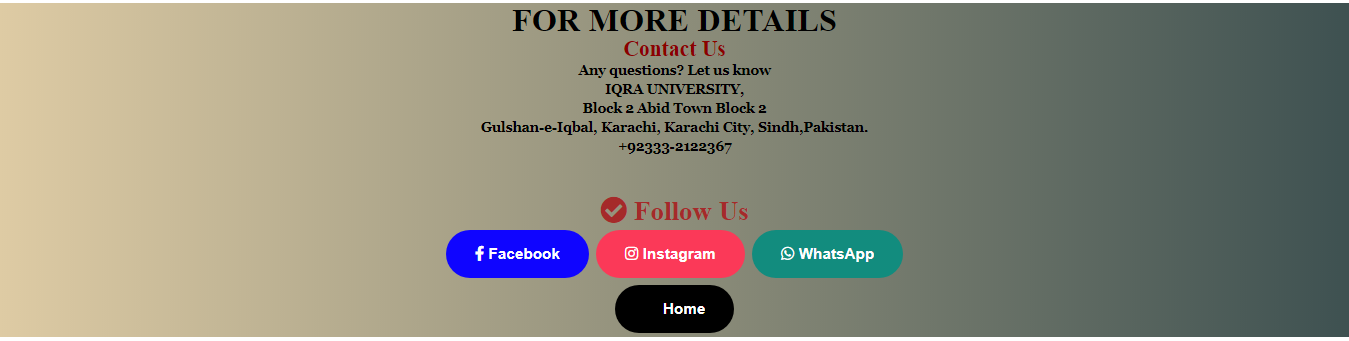 FOR MORE DETAILS
Contact Us
Any questions? Let us know
IQRA UNIVERSITY,
Block 2 Abid Town Block 2
Gulshan-e-Iqbal, Karachi, Karachi City, Sindh,Pakistan.
+92333-2122367
Follow Us
Facebook Instagram WhatsApp
Home